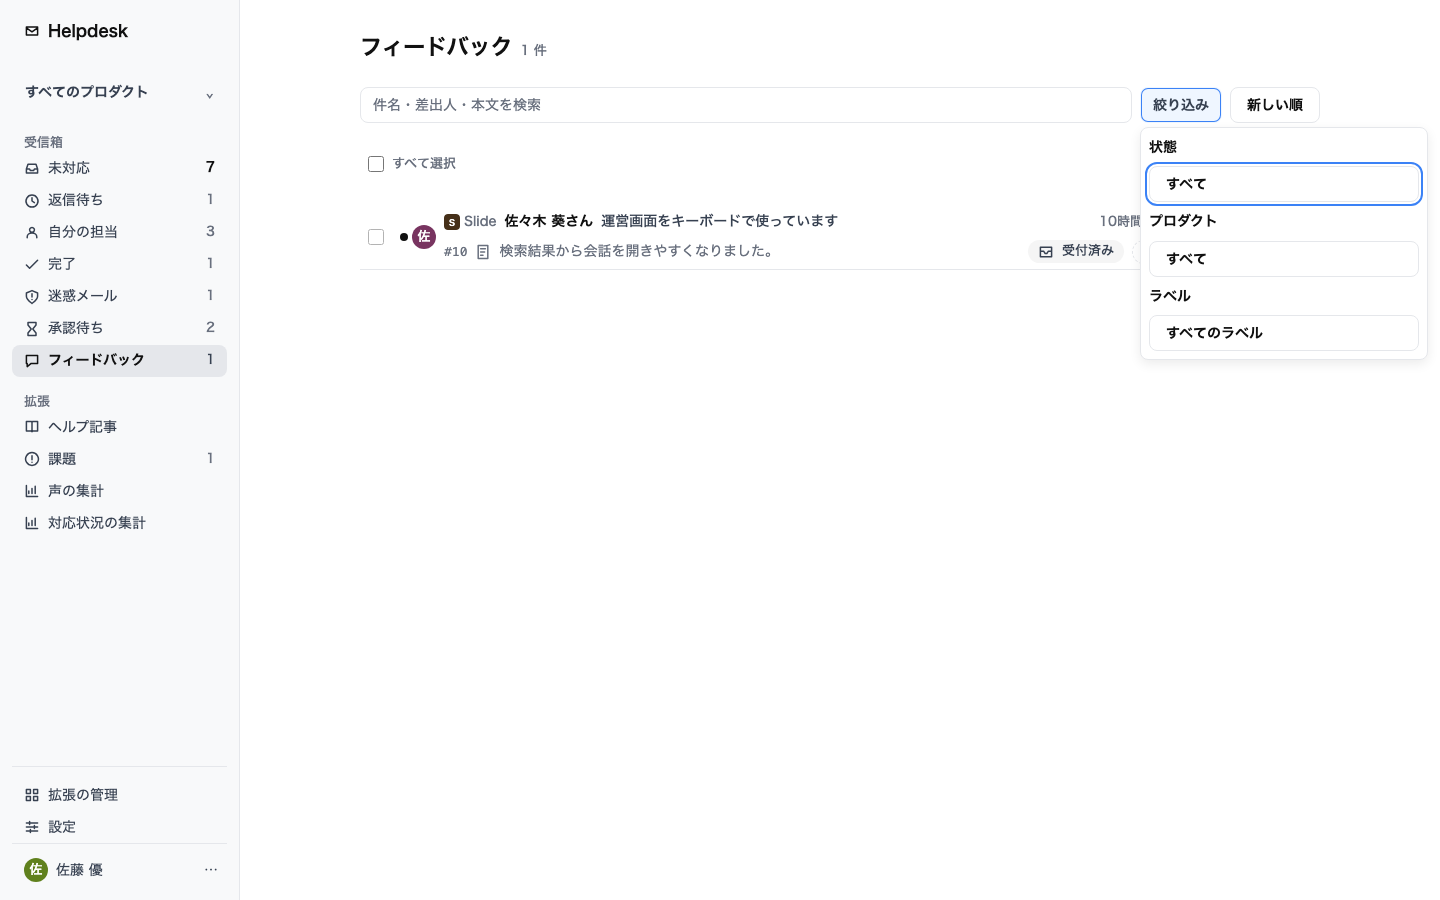 Helpdesk
すべてのプロダクト
受信箱
未対応 7
返信待ち 1
自分の担当 3
完了 1
迷惑メール 1
承認待ち 2
フィードバック 1
拡張
ヘルプ記事
課題 1
声の集計
対応状況の集計
拡張の管理
設定
佐 佐藤 優 …
フィードバック 1 件
件名・差出人・本文を検索
絞り込み
新しい順
すべて選択
佐
S Slide 佐々木 葵さん 運営画面をキーボードで使っています 10時間
#10 検索結果から会話を開きやすくなりました。 受付済み
状態
すべて
プロダクト
すべて
ラベル
すべてのラベル